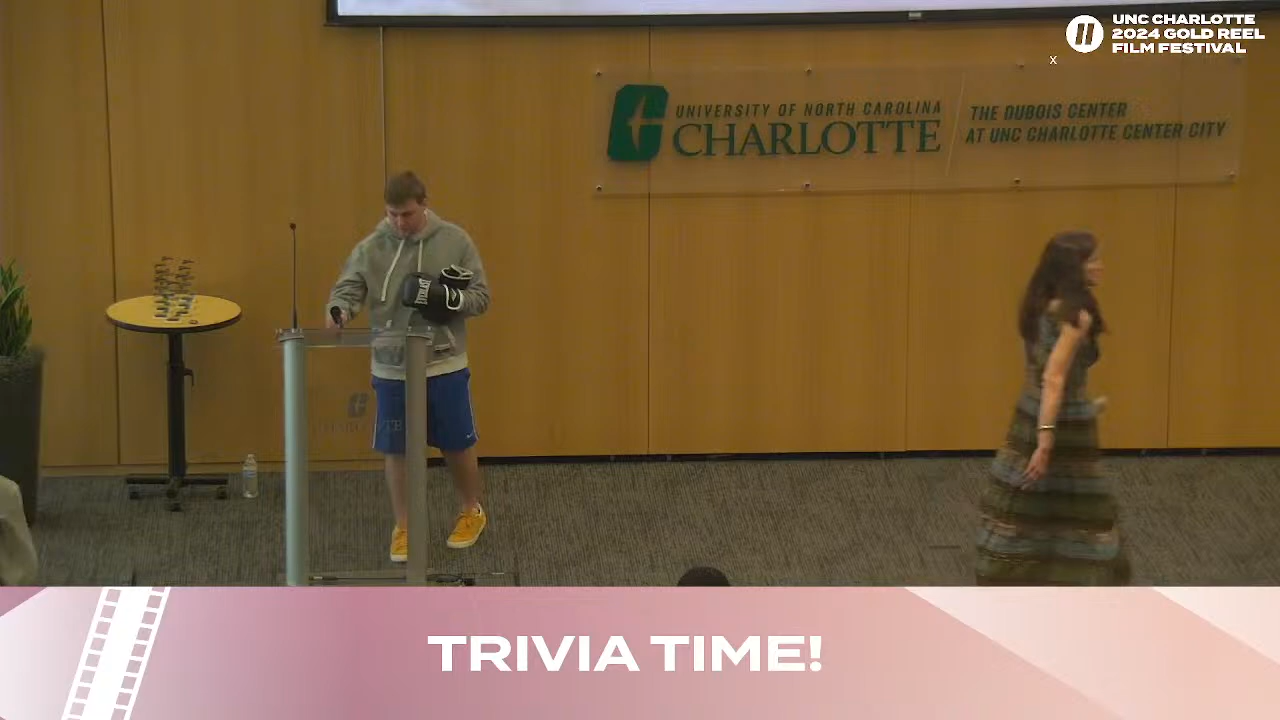 UNC CHARLOTTE
2024 GOLD REEL
FILM FESTIVAL
X
UNIVERSITY OF NORTH CAROLINA
CHARLOTTE
THE DUBOIS CENTER
AT UNC CHARLOTTE CENTER CITY
EVERLAST
CHARLOTTE
TRIVIA TIME!